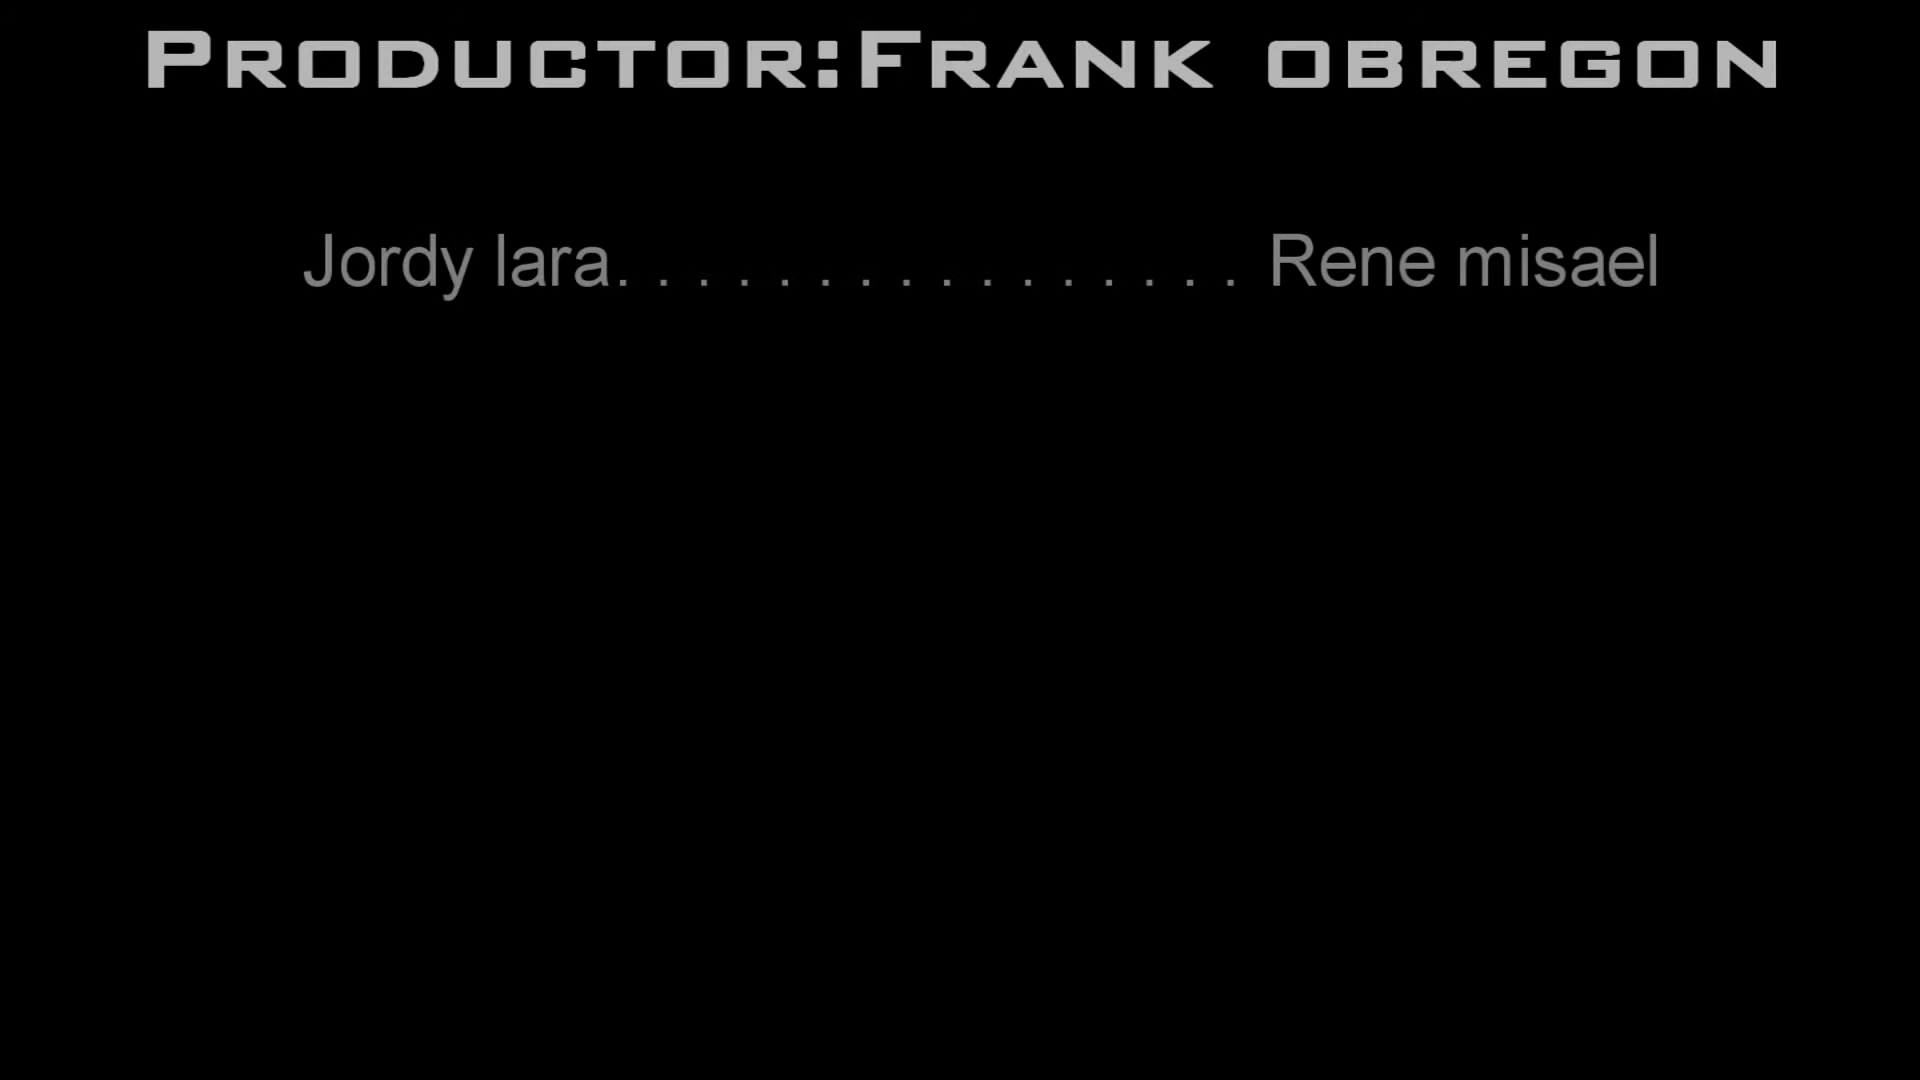 Productor:Frank obregon
Jordy lara. . . . . . . . . . . . . . . . Rene misael